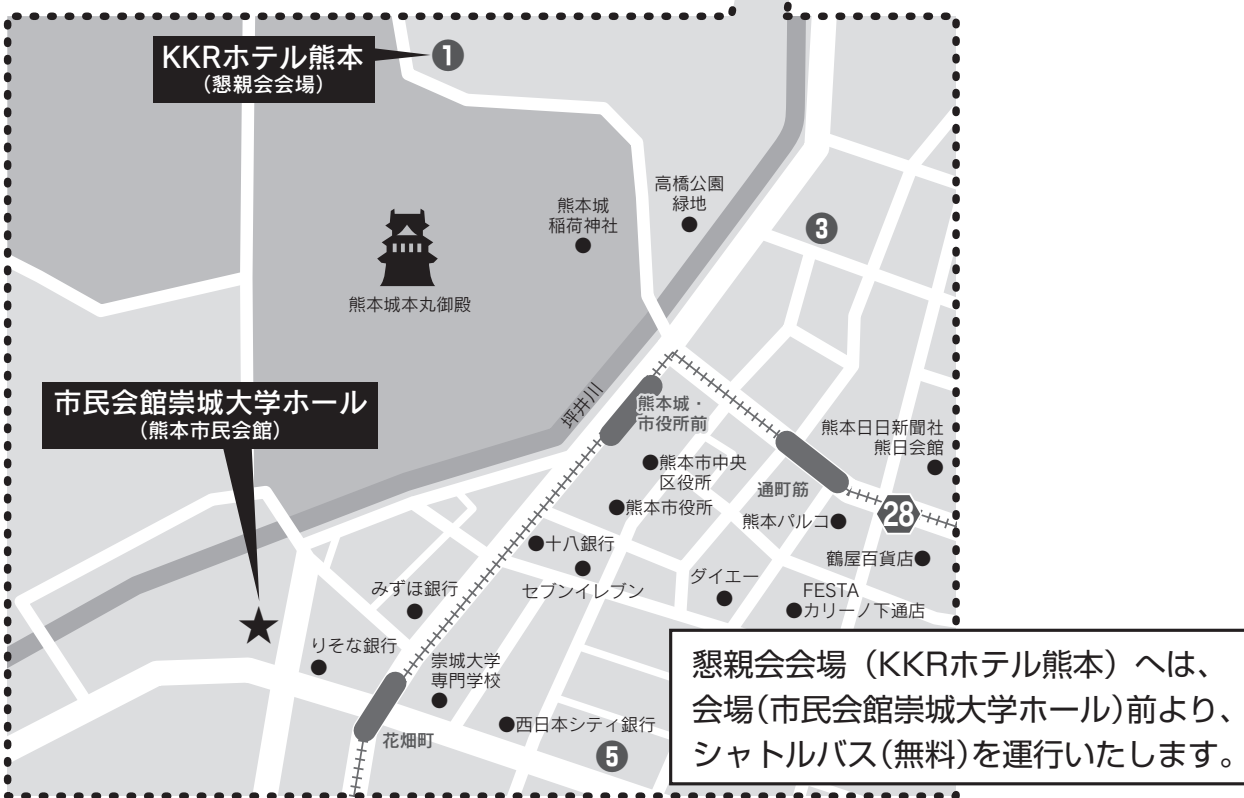 KKRホテル熊本
（懇親会会場）
1
高橋公園
緑地
熊本城
稲荷神社
3
熊本城本丸御殿
市民会館崇城大学ホール
（熊本市民会館）
坪井川
熊本城・
市役所前
熊本日日新聞社
熊日会館
熊本市中央
区役所
通町筋
熊本市役所
熊本パルコ
28
十八銀行
鶴屋百貨店
セブンイレブン
ダイエー
みずほ銀行
FESTA
カリーノ下通店
りそな銀行
崇城大学
専門学校
西日本シティ銀行
花畑町
5
懇親会会場（KKRホテル熊本）へは、
会場（市民会館崇城大学ホール）前より、
シャトルバス（無料）を運行いたします。